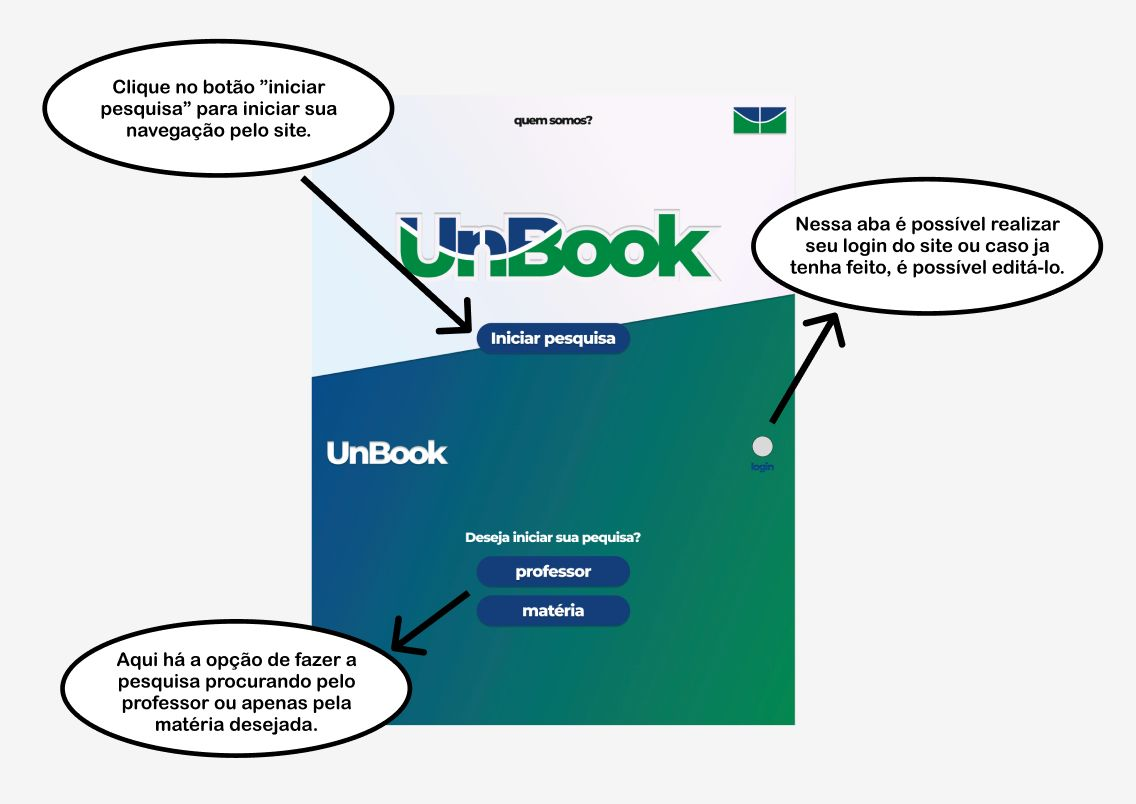 Clique no botão ”iniciar
pesquisa” para iniciar sua
navegação pelo site.
quem somos?
UnBook
Nessa aba é possível realizar
seu login do site ou caso ja
tenha feito, é possível editá-lo.
Iniciar pesquisa
UnBook
login
Deseja iniciar sua pequisa?
professor
matéria
Aqui há a opção de fazer a
pesquisa procurando pelo
professor ou apenas pela
matéria desejada.